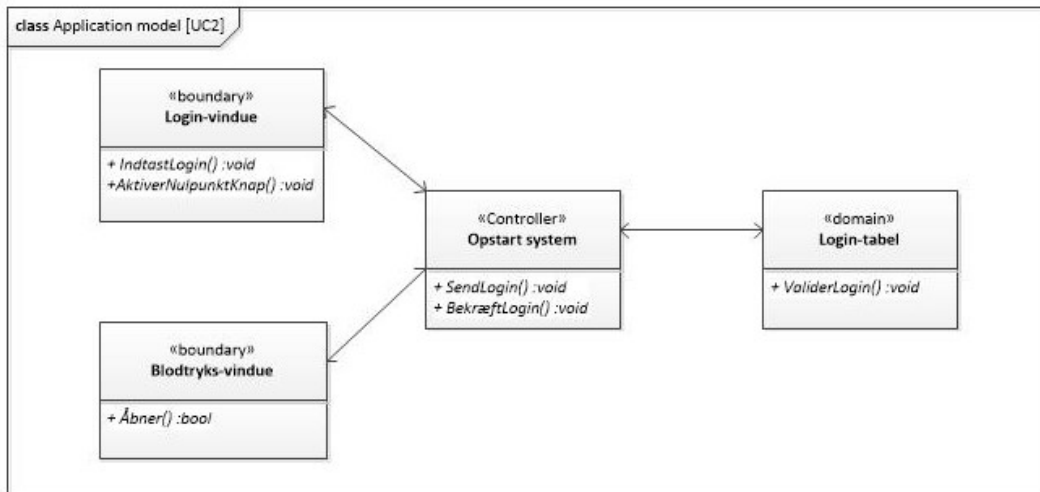 class Application model [UC2]
«boundary»
Login-vindue
+ IndtastLogin() :void
+AktiverNulpunktKnap() :void
«Controller»
Opstart system
+ SendLogin() :void
+ BekræftLogin() :void
«domain»
Login-tabel
+ ValiderLogin() :void
«boundary»
Blodtryks-vindue
+ Åbner() :bool